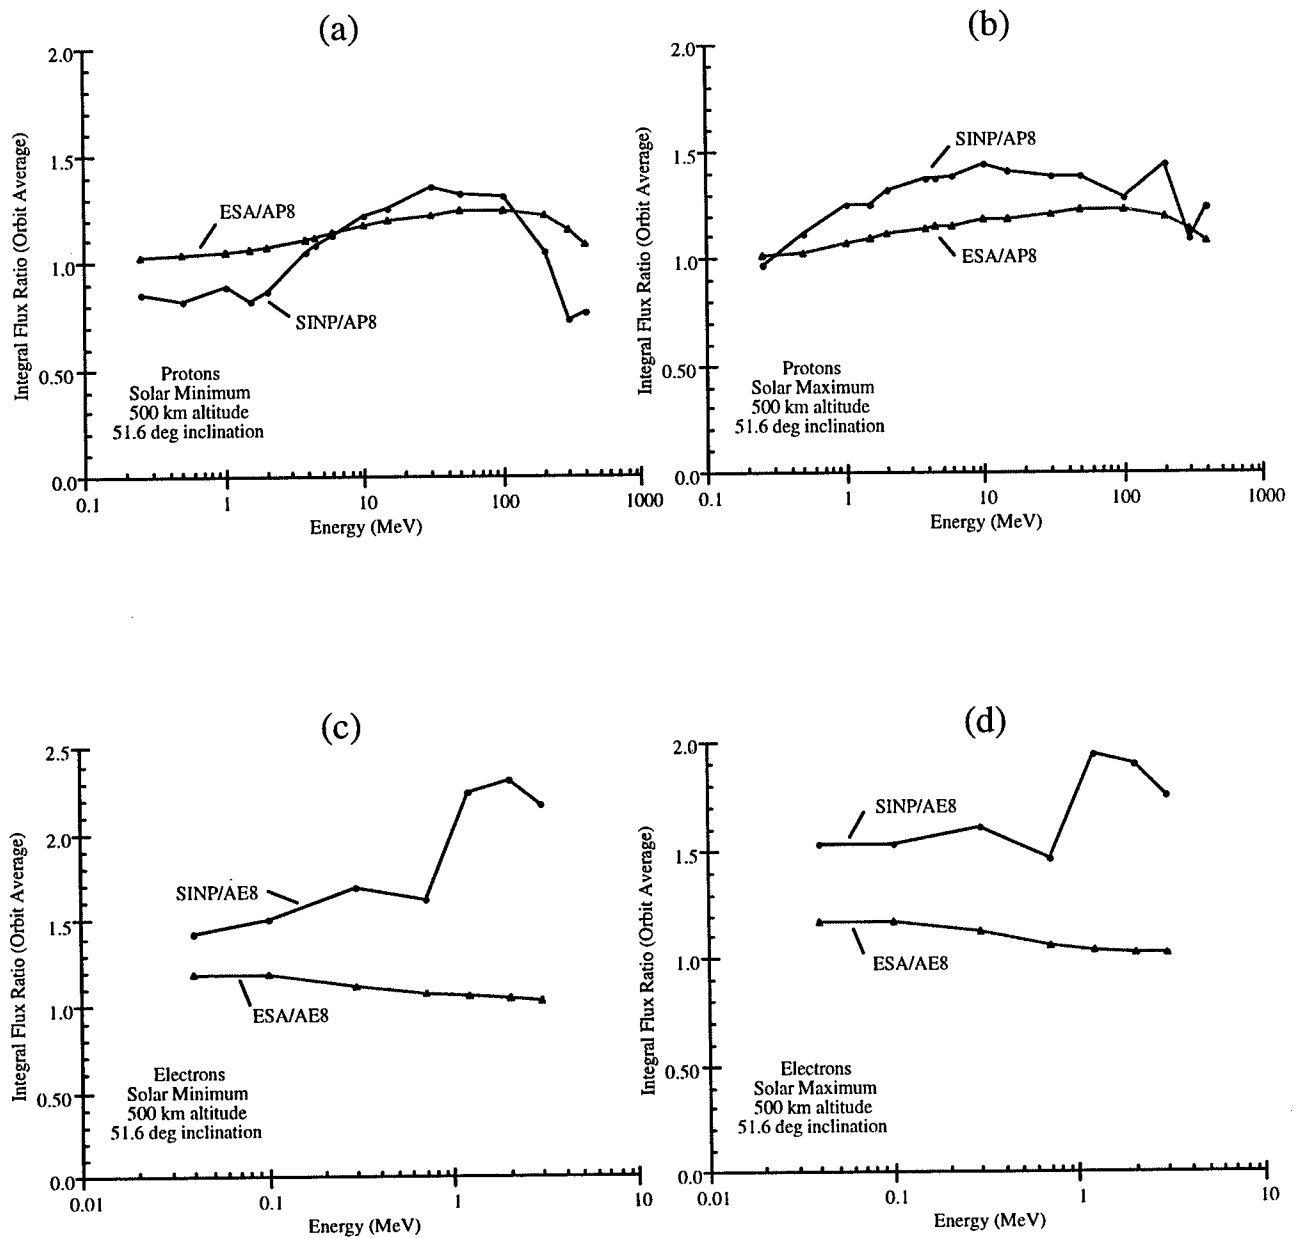 (a)
2.0
1.5
1.0
0.50
0.0
Integral Flux Ratio (Orbit Average)
ESA/AP8
SINP/AP8
Protons
Solar Minimum
500 km altitude
51.6 deg inclination
0.1
1
10
100
1000
Energy (MeV)
(b)
2.0
1.5
1.0
0.50
0.0
Integral Flux Ratio (Orbit Average)
SINP/AP8
ESA/AP8
Protons
Solar Maximum
500 km altitude
51.6 deg inclination
0.1
1
10
100
1000
Energy (MeV)
(c)
2.5
2.0
1.5
1.0
0.50
0.0
Integral Flux Ratio (Orbit Average)
SINP/AE8
ESA/AE8
Electrons
Solar Minimum
500 km altitude
51.6 deg inclination
0.01
0.1
1
10
Energy (MeV)
(d)
2.0
1.5
1.0
0.50
0.0
Integral Flux Ratio (Orbit Average)
SINP/AE8
ESA/AE8
Electrons
Solar Maximum
500 km altitude
51.6 deg inclination
0.01
0.1
1
10
Energy (MeV)